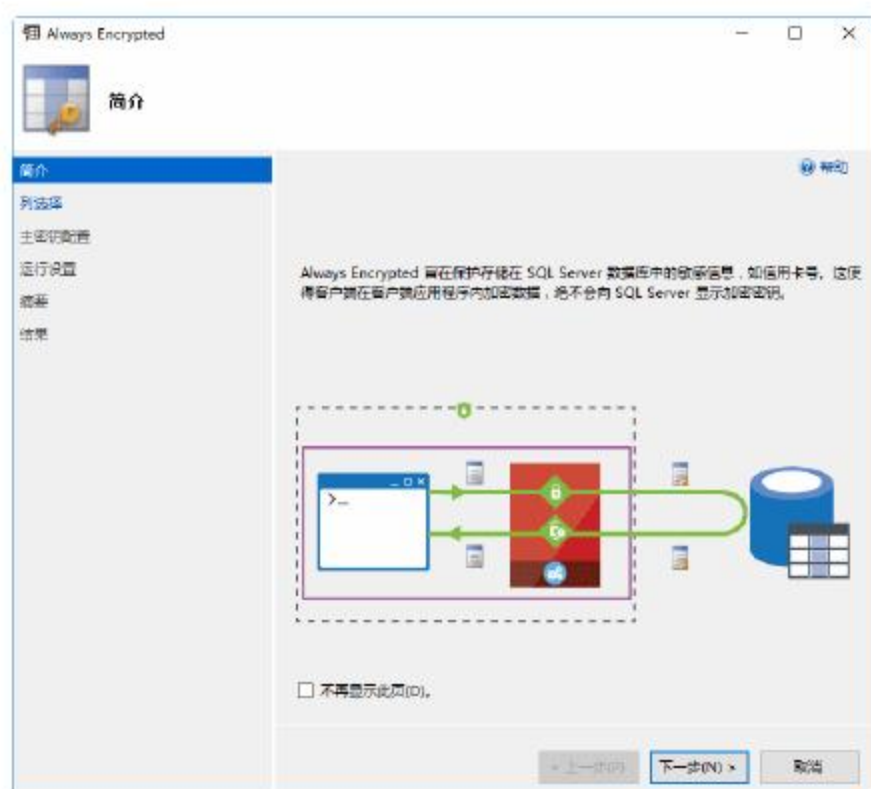 Always Encrypted
简介
简介
帮助
列选择
主密钥配置
运行设置
摘要
结果
Always Encrypted 旨在保护存储在 SQL Server 数据库中的敏感信息，如信用卡号。这使
得客户端在客户端应用程序内加密数据，绝不会向 SQL Server 显示加密密钥。
>_
不再显示此页(D)。
< 上一步(P)
下一步(N) >
取消